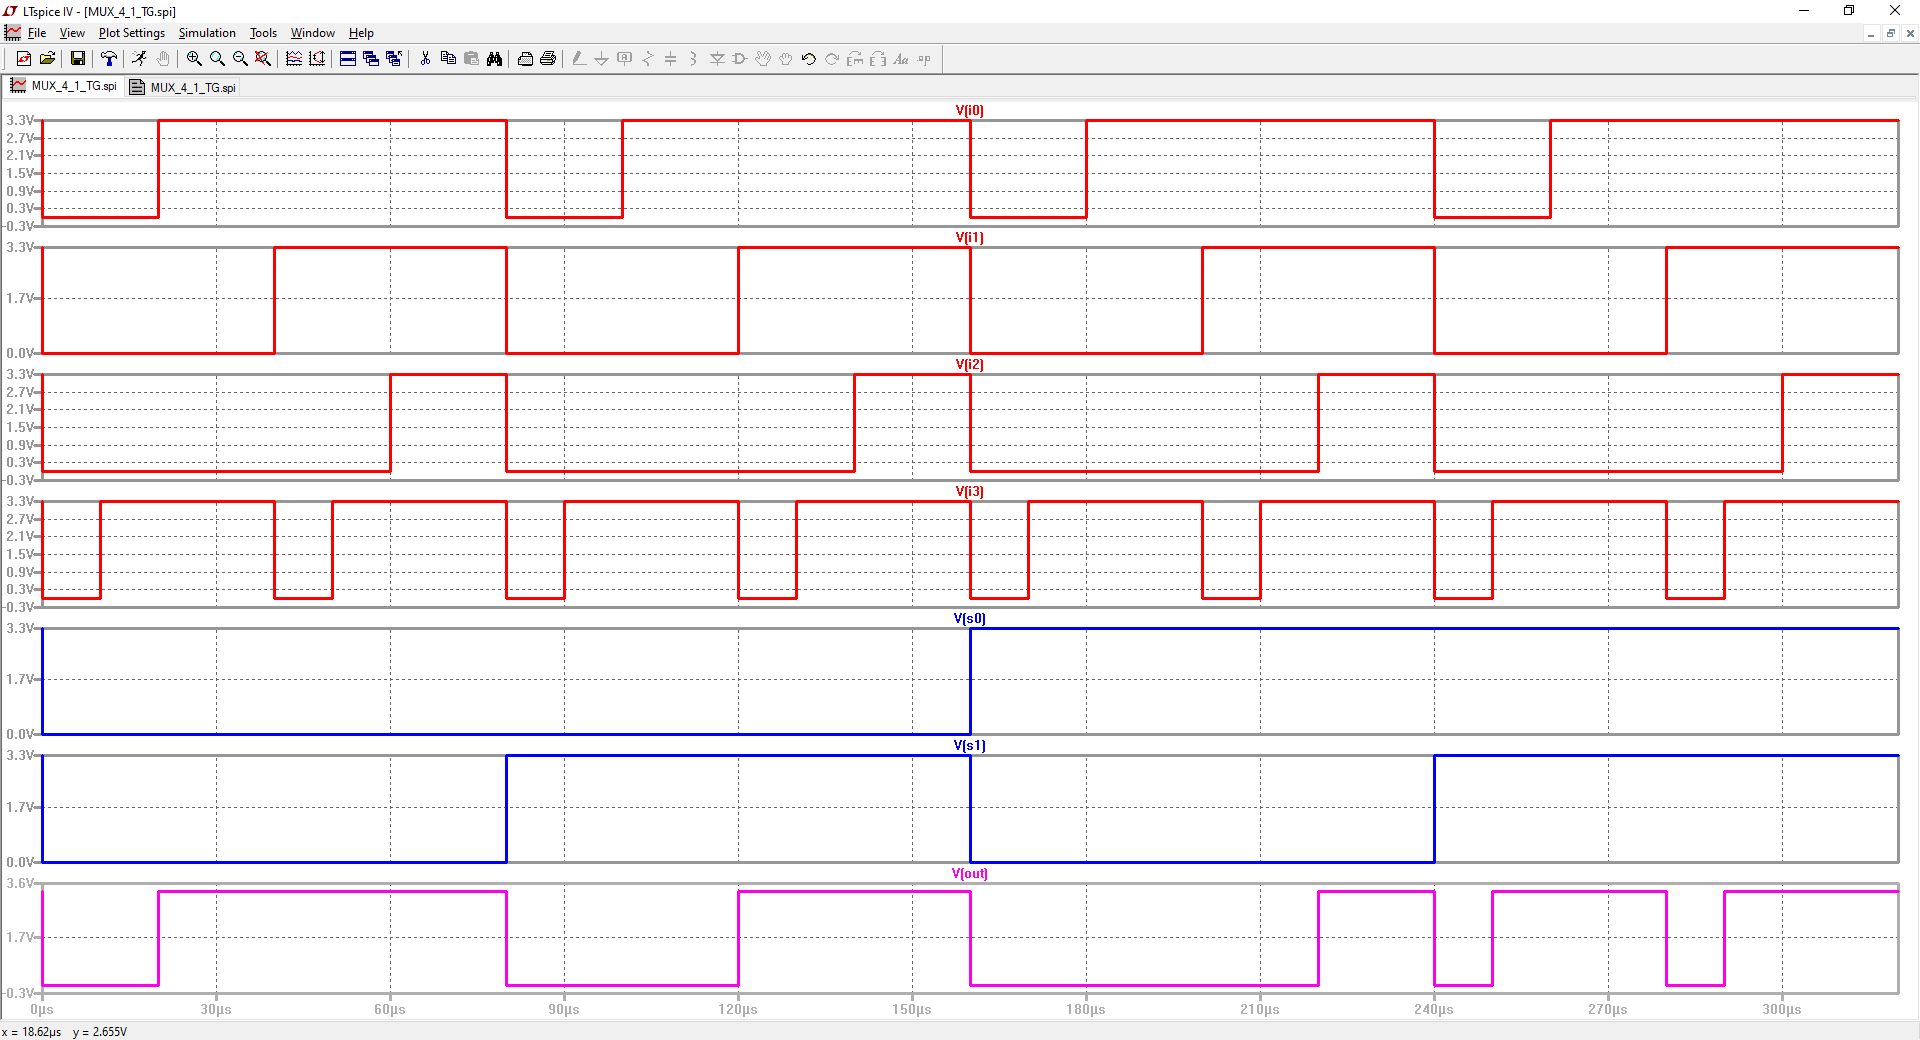 LTspice IV - [MUX_4_1_TG.spi]
File View Plot Settings Simulation Tools Window Help
MUX_4_1_TG.spi MUX_4_1_TG.spi
V(i0)
3.3V
2.7V
2.1V
1.5V
0.9V
0.3V
-0.3V
V(i1)
3.3V
1.7V
0.0V
V(i2)
3.3V
2.7V
2.1V
1.5V
0.9V
0.3V
-0.3V
V(i3)
3.3V
2.7V
2.1V
1.5V
0.9V
0.3V
-0.3V
V(s0)
3.3V
1.7V
0.0V
V(s1)
3.3V
1.7V
0.0V
V(out)
3.6V
1.7V
-0.3V
0µs 30µs 60µs 90µs 120µs 150µs 180µs 210µs 240µs 270µs 300µs
x = 18.62µs y = 2.655V